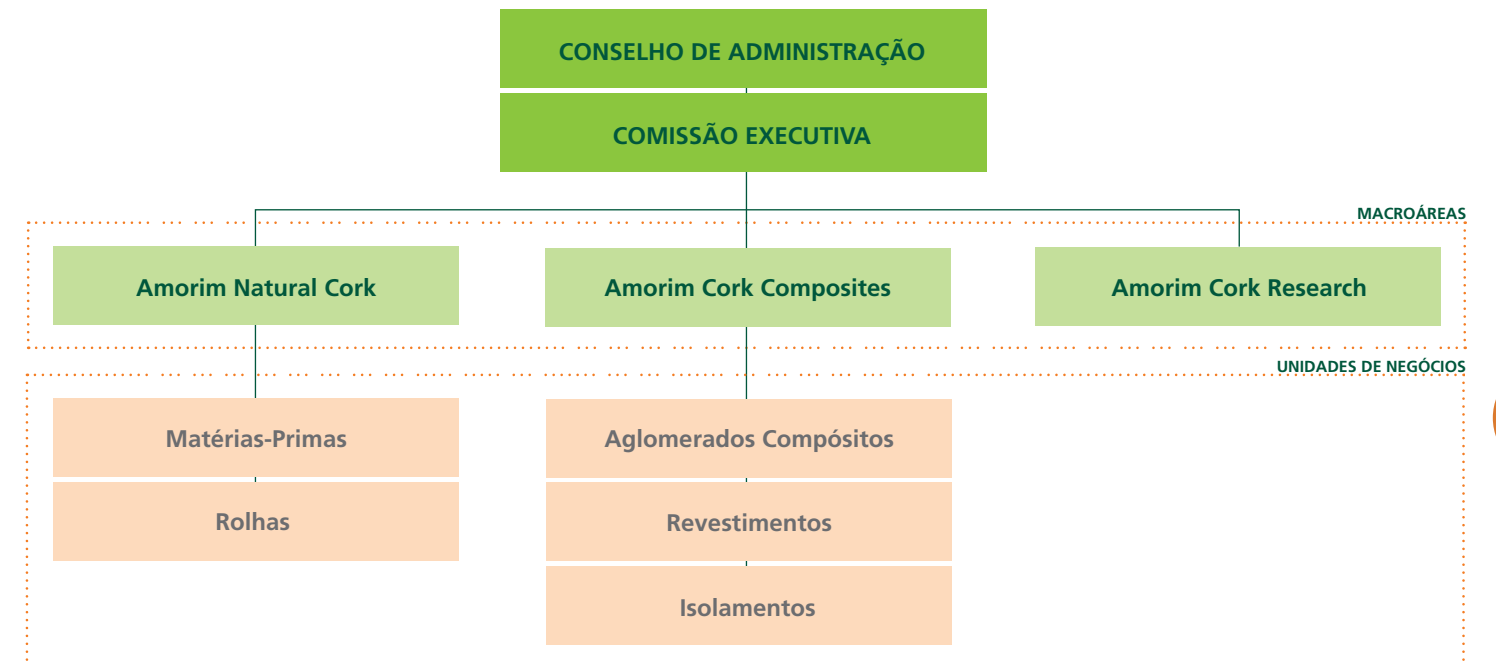 CONSELHO DE ADMINISTRAÇÃO
COMISSÃO EXECUTIVA
MACROÁREAS
Amorim Natural Cork
Amorim Cork Composites
Amorim Cork Research
UNIDADES DE NEGÓCIOS
Matérias-Primas
Aglomerados Compósitos
Rolhas
Revestimentos
Isolamentos